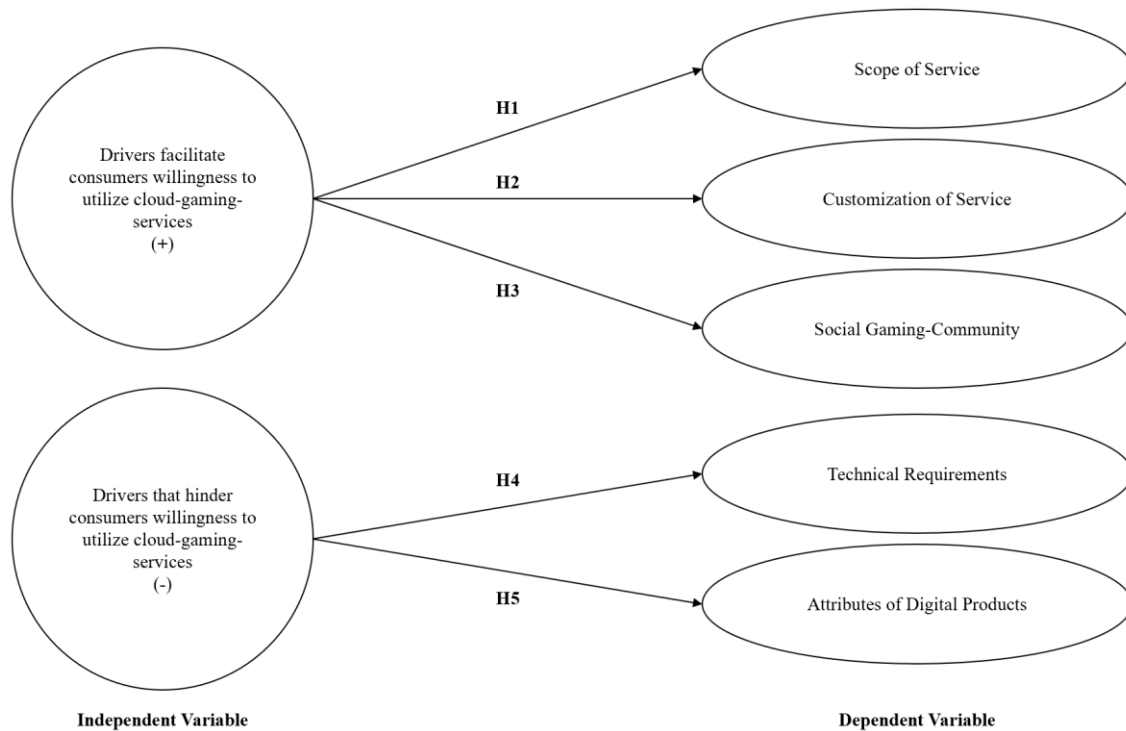 Scope of Service
H1
Drivers facilitate
consumers willingness to
utilize cloud-gaming-
services
(+)
H2
Customization of Service
H3
Social Gaming-Community
Drivers that hinder
consumers willingness to
utilize cloud-gaming-
services
(-)
H4
Technical Requirements
H5
Attributes of Digital Products
Independent Variable
Dependent Variable